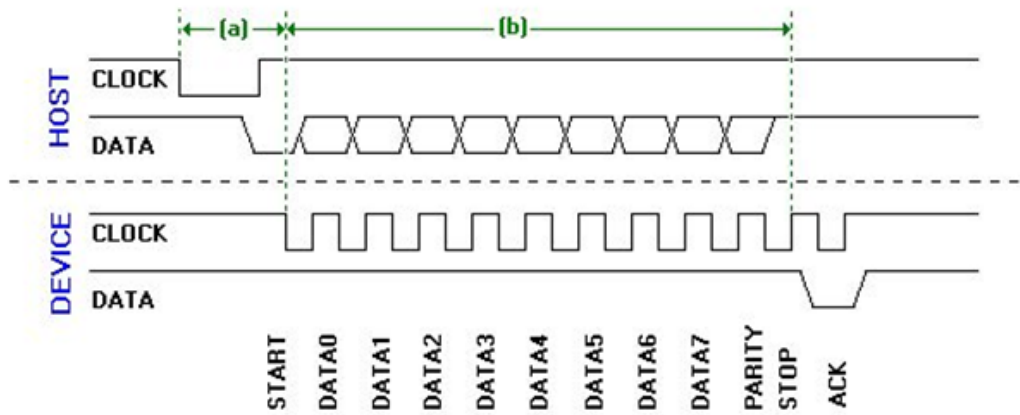 (a)
(b)
HOST
CLOCK
DATA
DEVICE
CLOCK
DATA
START
DATA0
DATA1
DATA2
DATA3
DATA4
DATA5
DATA6
DATA7
PARITY
STOP
ACK